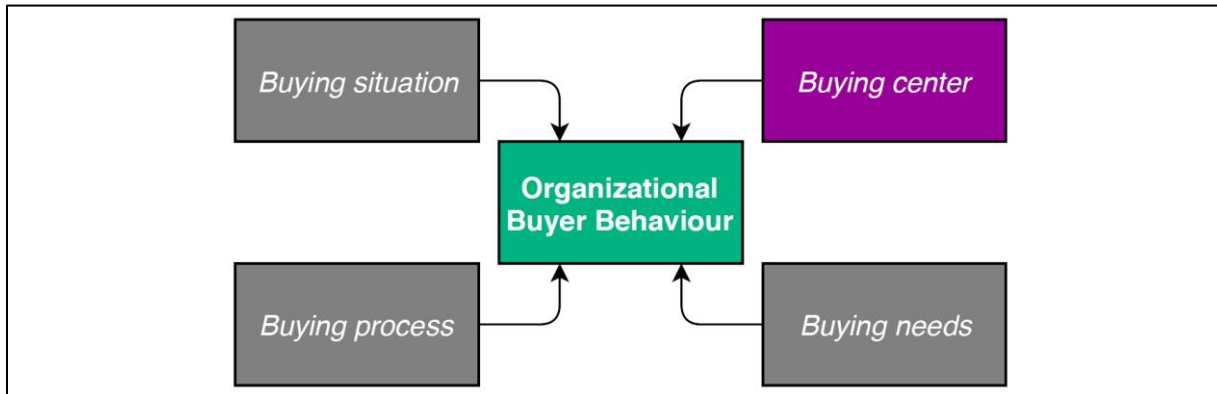 Buying situation
Buying center
Organizational
Buyer Behaviour
Buying process
Buying needs